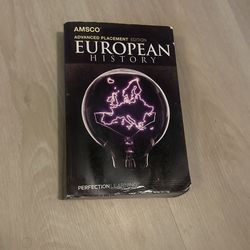 AMSCO®
ADVANCED PLACEMENT EDITION
EUROPEAN
HISTORY
PERFECTION LEARNING